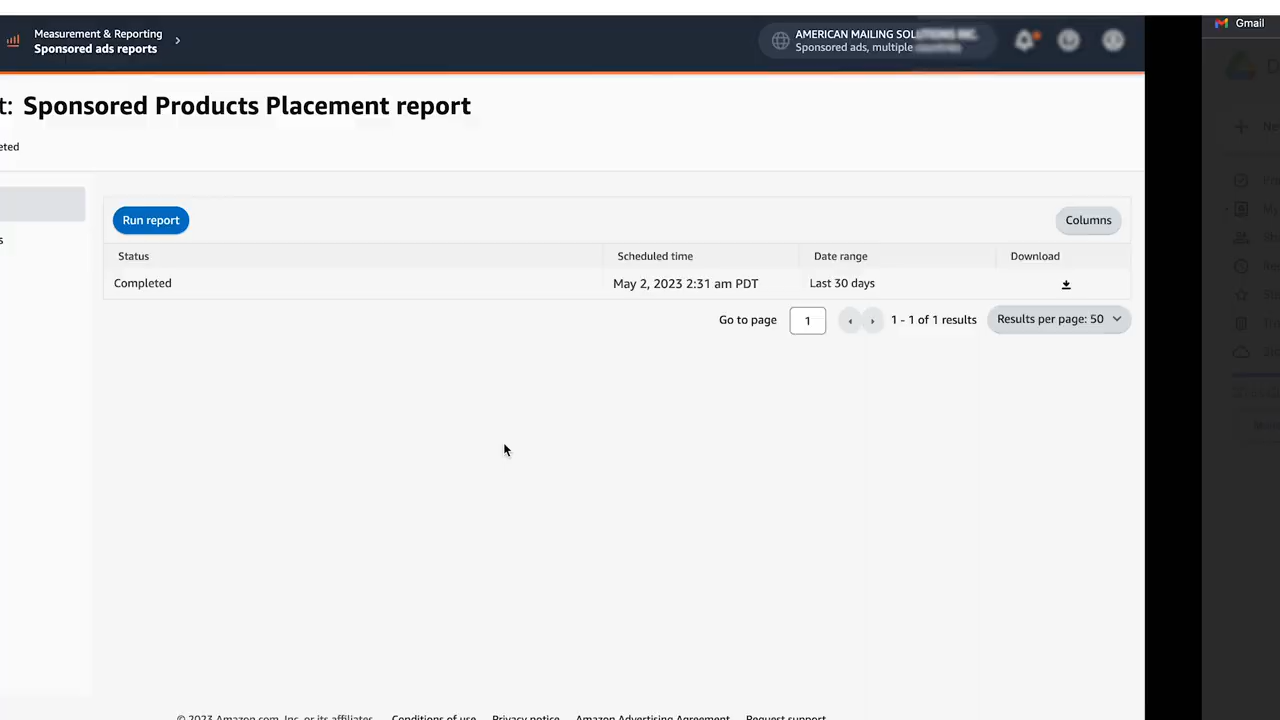 Measurement & Reporting
Sponsored ads reports
AMERICAN MAILING SOLUTIONS INC.
Sponsored ads, multiple countries
Gmail
t: Sponsored Products Placement report
eted
Run report
Columns
s
Status
Scheduled time
Date range
Download
Completed
May 2, 2023 2:31 am PDT
Last 30 days
Go to page
1
1 - 1 of 1 results
Results per page: 50
© 2023 Amazon.com, Inc. or its affiliates
Conditions of use
Privacy notice
Amazon Advertising Agreement
Request support